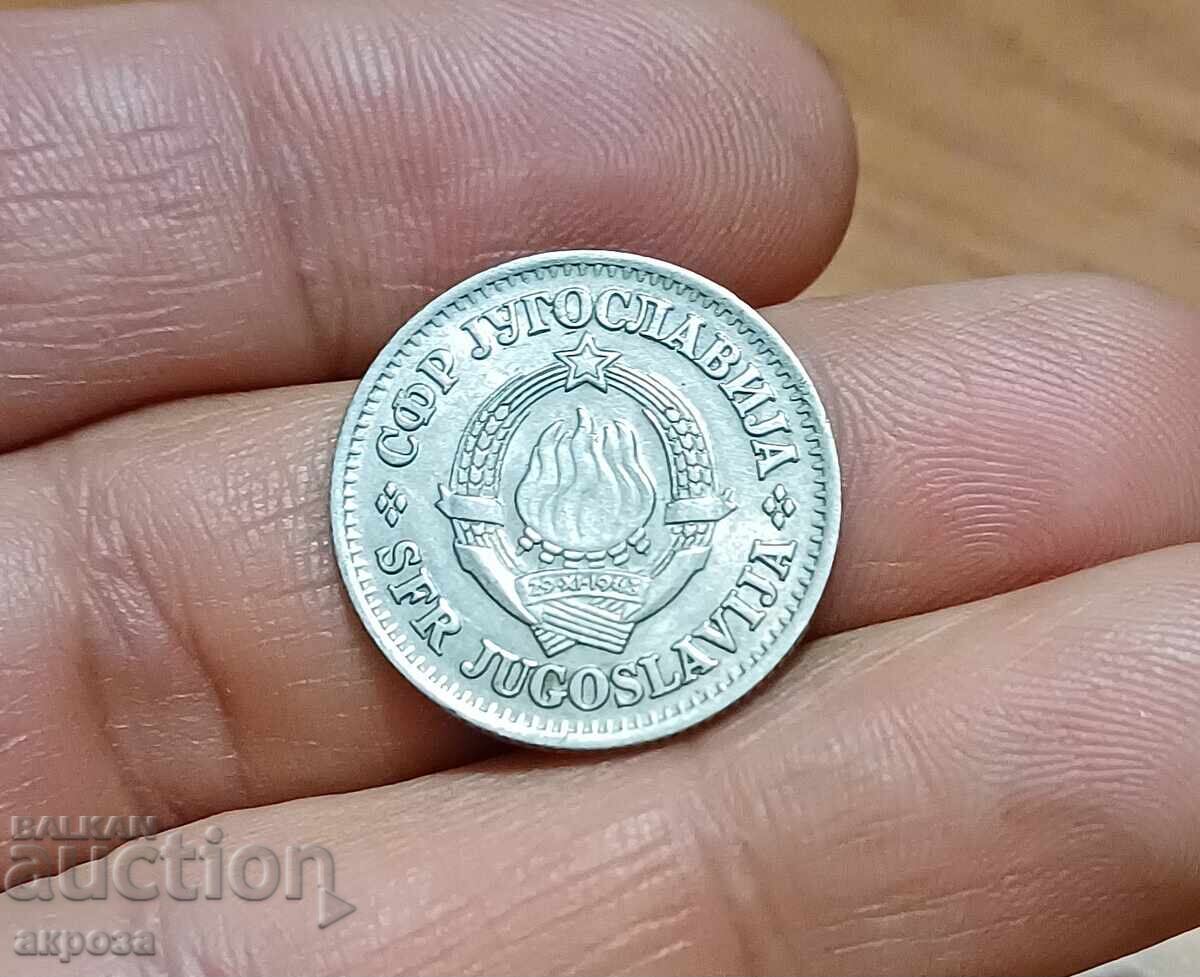 СФР ЈУГОСЛАВИЈА
29·XI·1943
SFR JUGOSLAVIJA
BALKAN
auction
акроза